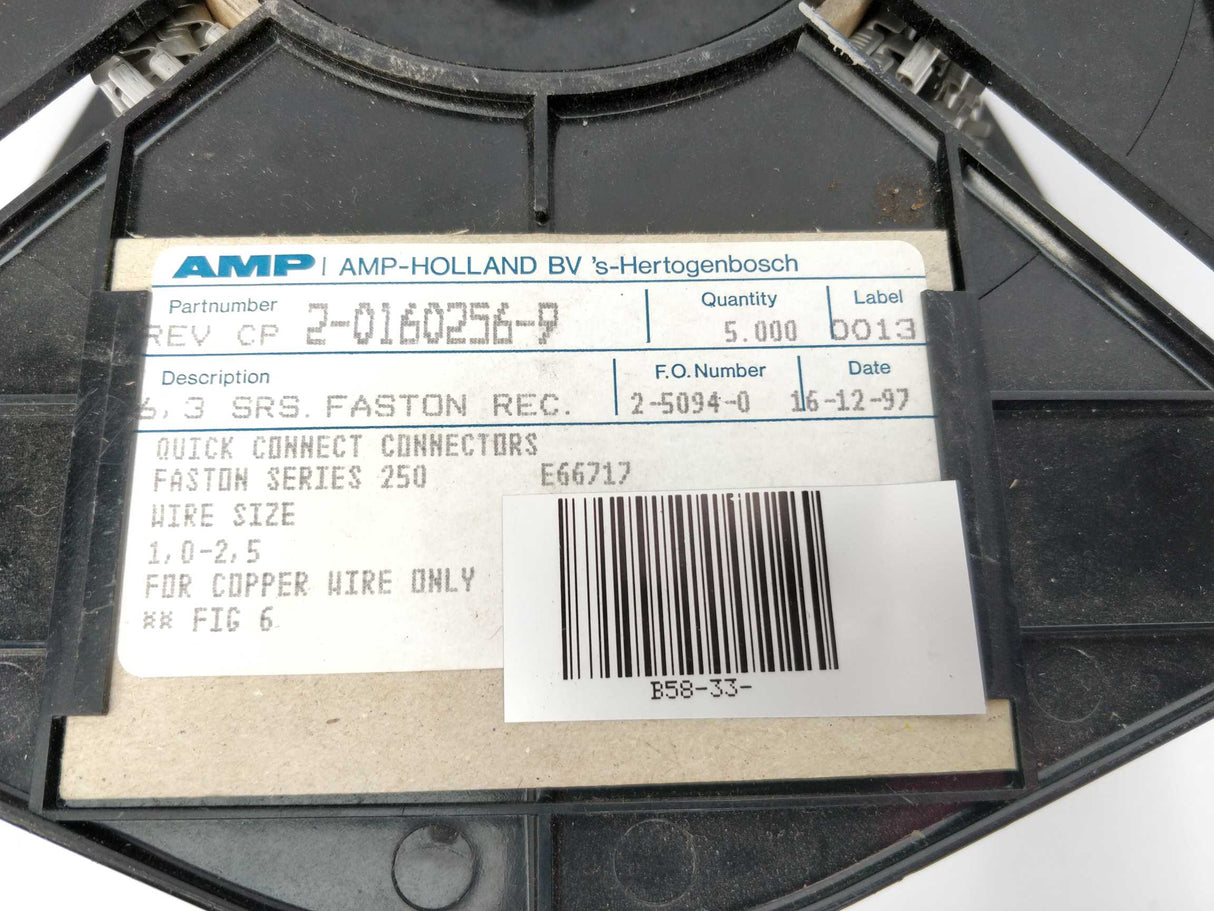 AMP | AMP-HOLLAND BV 's-Hertogenbosch
Partnumber Quantity Label
REV CP 2-0160256-9 5.000 D013
Description F.O. Number Date
6,3 SRS. FASTON REC. 2-5094-0 16-12-97
QUICK CONNECT CONNECTORS
FASTON SERIES 250 E66717
WIRE SIZE
1,0-2,5
FOR COPPER WIRE ONLY
** FIG 6
B58-33-